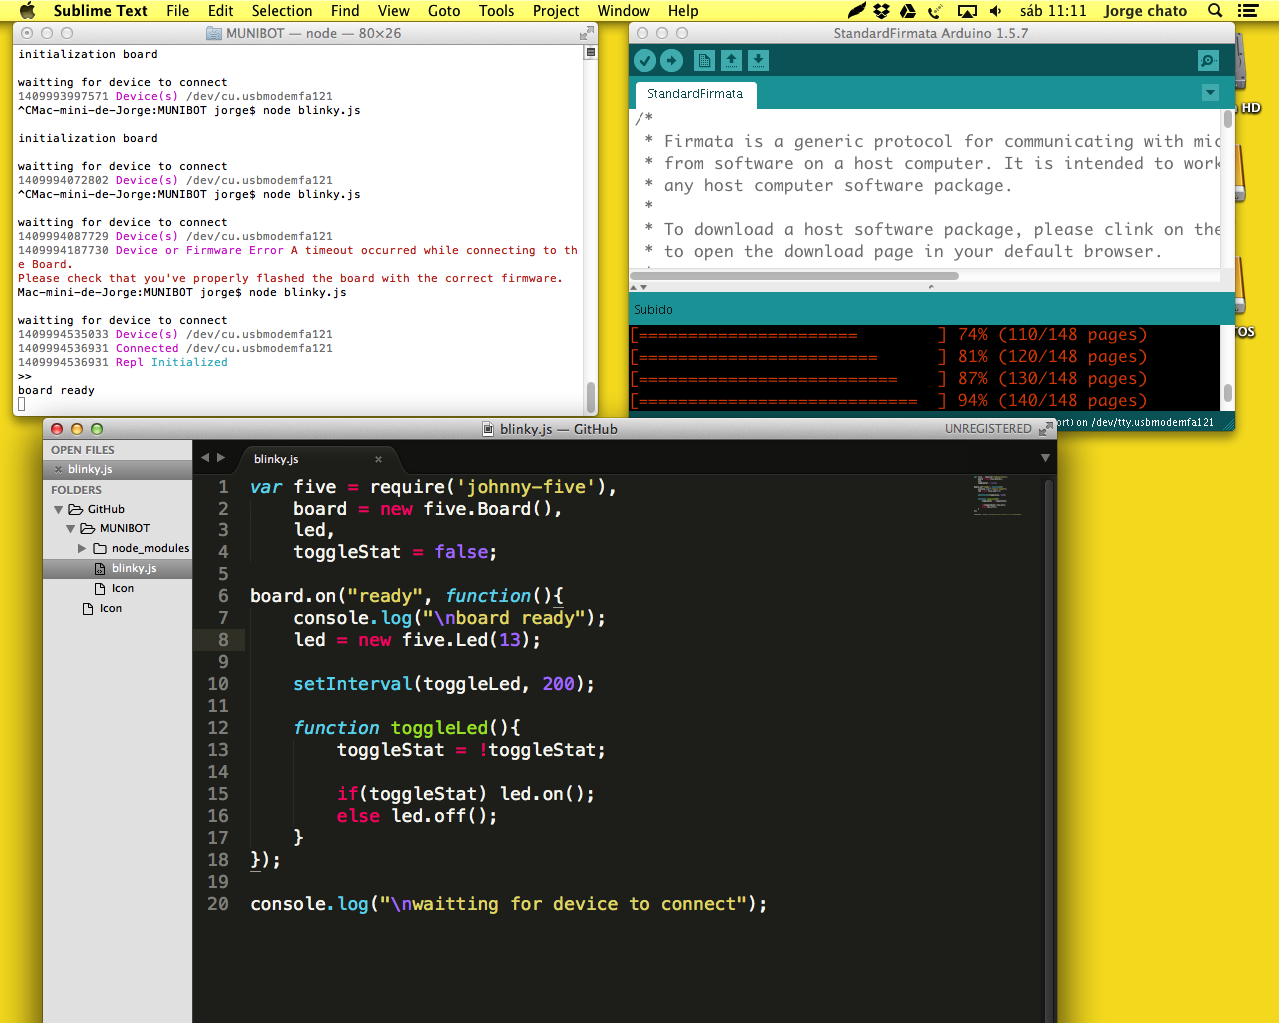 Sublime Text File Edit Selection Find View Goto Tools Project Window Help sáb 11:11 Jorge chato
MUNIBOT — node — 80×26
initialization board
waitting for device to connect
1409993997571 Device(s) /dev/cu.usbmodemfa121
^CMac-mini-de-Jorge:MUNIBOT jorge$ node blinky.js
initialization board
waitting for device to connect
1409994072802 Device(s) /dev/cu.usbmodemfa121
^CMac-mini-de-Jorge:MUNIBOT jorge$ node blinky.js
waitting for device to connect
1409994087729 Device(s) /dev/cu.usbmodemfa121
1409994187730 Device or Firmware Error A timeout occurred while connecting to th
e Board.
Please check that you've properly flashed the board with the correct firmware.
Mac-mini-de-Jorge:MUNIBOT jorge$ node blinky.js
waitting for device to connect
1409994535033 Device(s) /dev/cu.usbmodemfa121
1409994536931 Connected /dev/cu.usbmodemfa121
1409994536931 Repl Initialized
>>
board ready
StandardFirmata Arduino 1.5.7
StandardFirmata
/*
* Firmata is a generic protocol for communicating with mic
* from software on a host computer. It is intended to work
* any host computer software package.
*
* To download a host software package, please clink on the
* to open the download page in your default browser.
Subido
[====================== ] 74% (110/148 pages)
[======================== ] 81% (120/148 pages)
[========================== ] 87% (130/148 pages)
[============================ ] 94% (140/148 pages)
ort) on /dev/tty.usbmodemfa121
HD
OS
blinky.js — GitHub
UNREGISTERED
OPEN FILES
× blinky.js
FOLDERS
GitHub
MUNIBOT
node_modules
blinky.js
Icon
Icon
blinky.js ×
1 var five = require('johnny-five'),
2 board = new five.Board(),
3 led,
4 toggleStat = false;
5
6 board.on("ready", function(){
7 console.log("\nboard ready");
8 led = new five.Led(13);
9
10 setInterval(toggleLed, 200);
11
12 function toggleLed(){
13 toggleStat = !toggleStat;
14
15 if(toggleStat) led.on();
16 else led.off();
17 }
18 });
19
20 console.log("\nwaitting for device to connect");